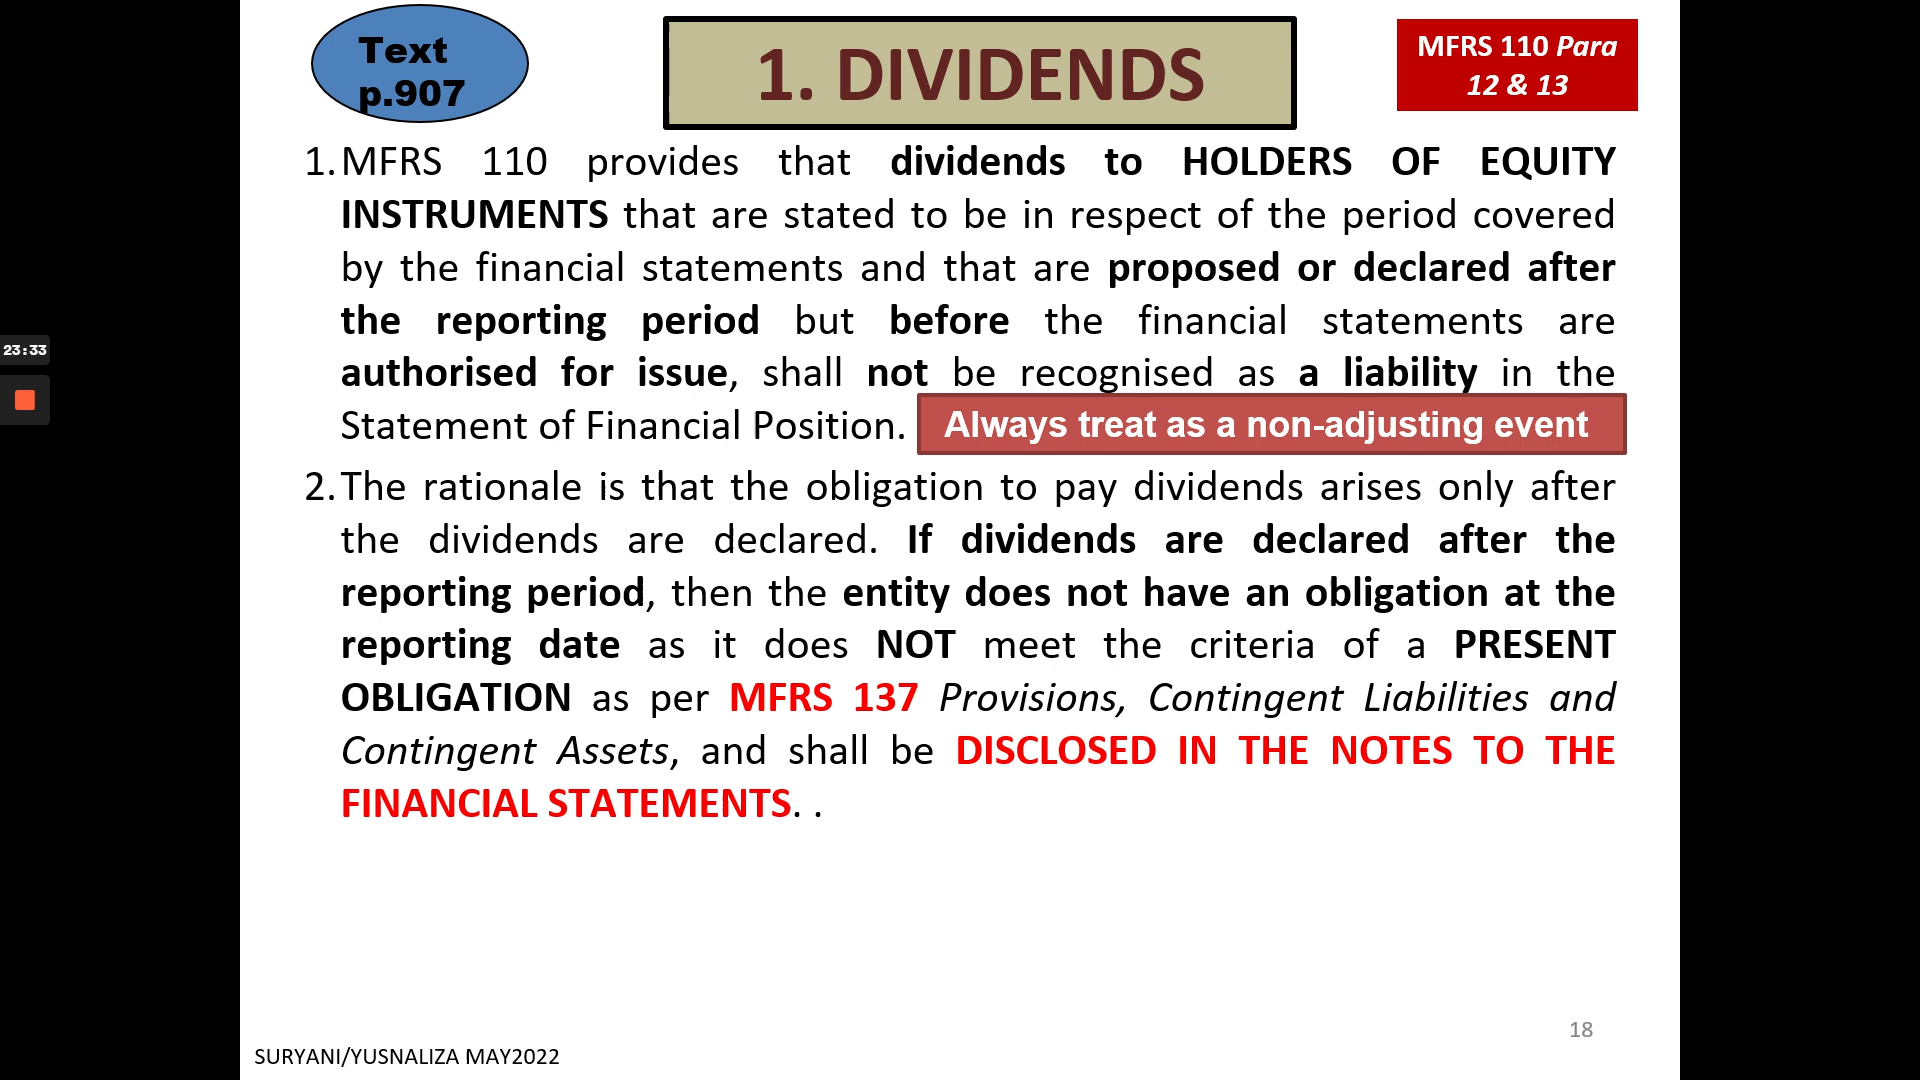 Text
p.907
1. DIVIDENDS
MFRS 110 Para
12 & 13
1. MFRS 110 provides that dividends to HOLDERS OF EQUITY
INSTRUMENTS that are stated to be in respect of the period covered
by the financial statements and that are proposed or declared after
the reporting period but before the financial statements are
authorised for issue, shall not be recognised as a liability in the
Statement of Financial Position.
Always treat as a non-adjusting event
2. The rationale is that the obligation to pay dividends arises only after
the dividends are declared. If dividends are declared after the
reporting period, then the entity does not have an obligation at the
reporting date as it does NOT meet the criteria of a PRESENT
OBLIGATION as per MFRS 137 Provisions, Contingent Liabilities and
Contingent Assets, and shall be DISCLOSED IN THE NOTES TO THE
FINANCIAL STATEMENTS. .
23:33
18
SURYANI/YUSNALIZA MAY2022